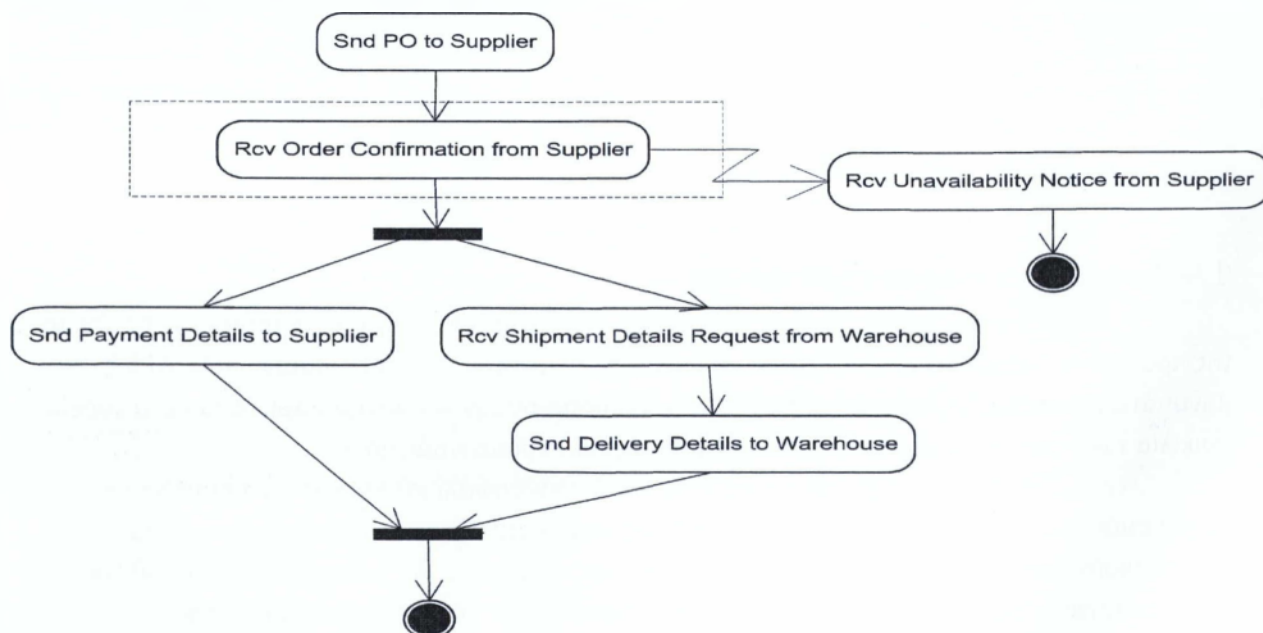 Snd PO to Supplier
Rcv Order Confirmation from Supplier
Rcv Unavailability Notice from Supplier
Snd Payment Details to Supplier
Rcv Shipment Details Request from Warehouse
Snd Delivery Details to Warehouse